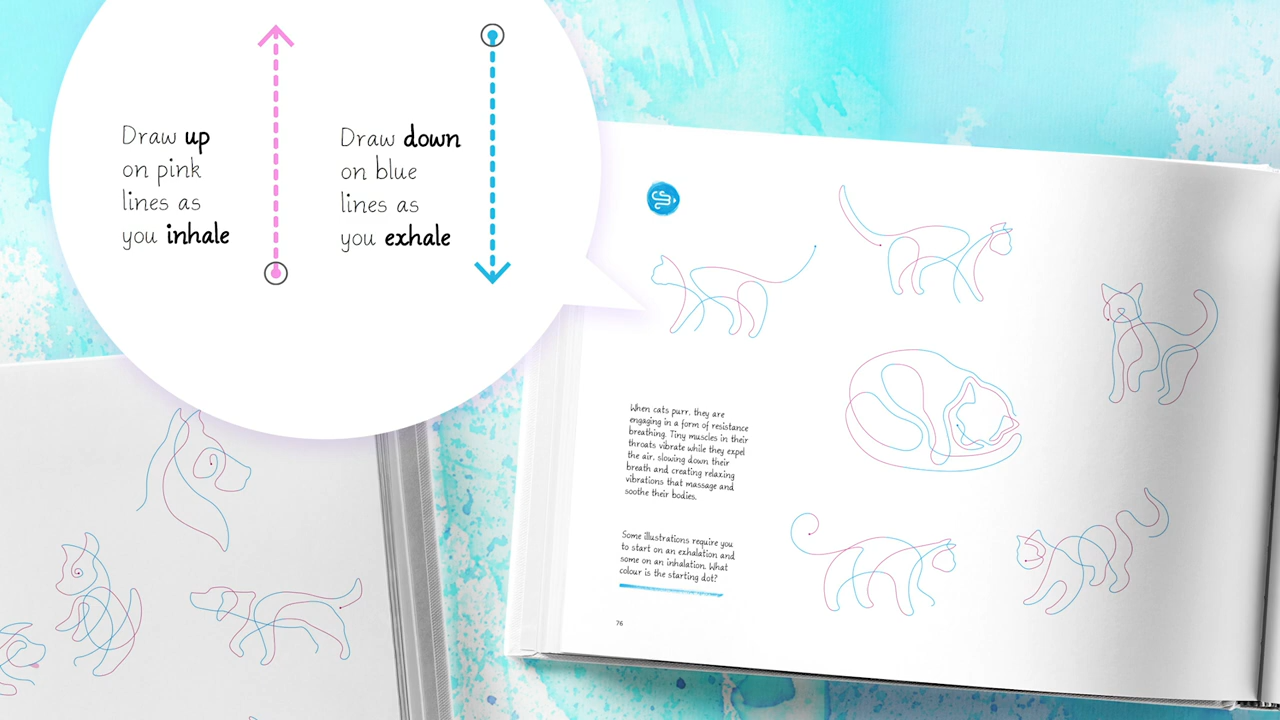 Draw up
on pink
lines as
you inhale
Draw down
on blue
lines as
you exhale
When cats purr, they are
engaging in a form of resistance
breathing. Tiny muscles in their
throats vibrate while they expel
the air, slowing down their
breath and creating relaxing
vibrations that massage and
soothe their bodies.
Some illustrations require you
to start on an exhalation and
some on an inhalation. What
colour is the starting dot?
76